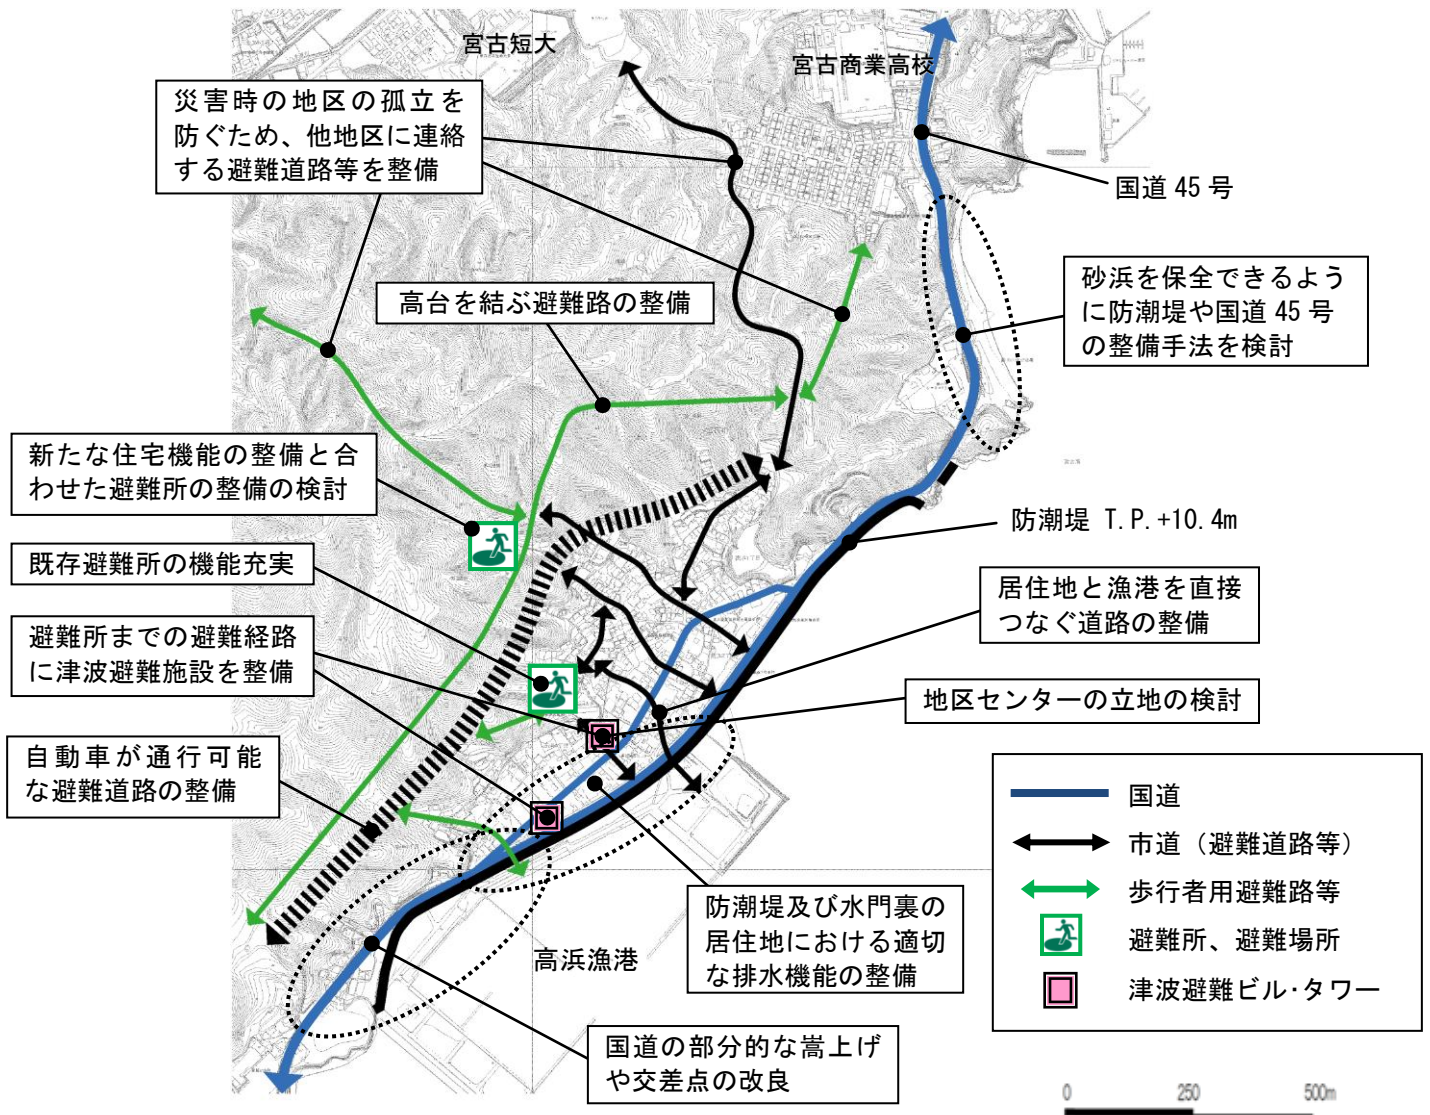 宮古短大
宮古商業高校
災害時の地区の孤立を
防ぐため、他地区に連絡
する避難道路等を整備
国道 45 号
高台を結ぶ避難路の整備
砂浜を保全できるよう
に防潮堤や国道 45 号
の整備手法を検討
新たな住宅機能の整備と合
わせた避難所の整備の検討
防潮堤 T.P.+10.4m
既存避難所の機能充実
居住地と漁港を直接
つなぐ道路の整備
避難所までの避難経路
に津波避難施設を整備
地区センターの立地の検討
自動車が通行可能
な避難道路の整備
国道
市道（避難道路等）
歩行者用避難路等
避難所、避難場所
津波避難ビル･タワー
防潮堤及び水門裏の
居住地における適切
な排水機能の整備
高浜漁港
国道の部分的な嵩上げ
や交差点の改良
0 250 500m